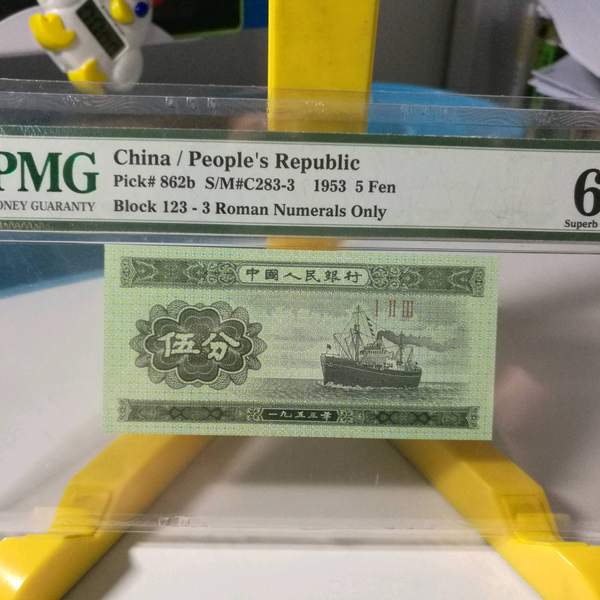 PMG
China / People's Republic
Pick# 862b S/M#C283-3 1953 5 Fen
ONEY GUARANTY
Block 123 - 3 Roman Numerals Only
6
Superb
中國人民銀行
I II III
伍分
一九五三年